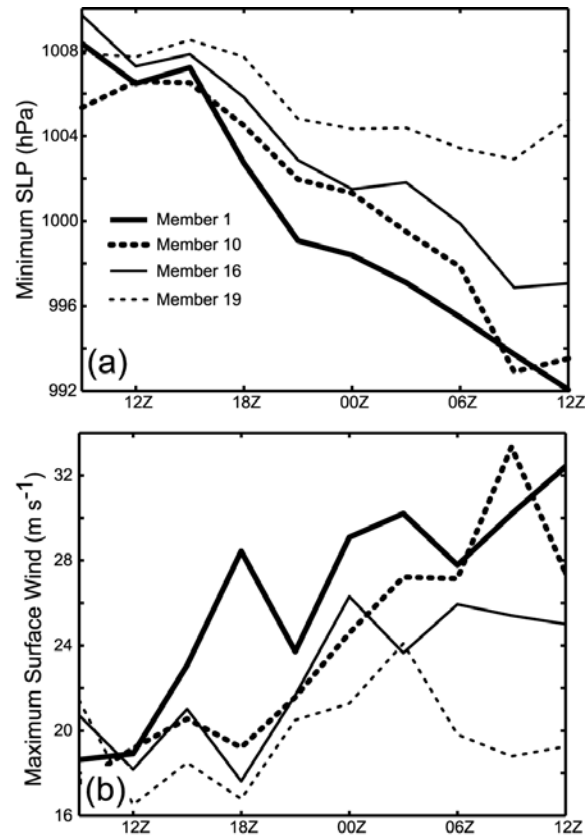 1008
1004
1000
996
992
Minimum SLP (hPa)
Member 1
Member 10
Member 16
Member 19
(a)
12Z 18Z 00Z 06Z 12Z
32
28
24
20
16
Maximum Surface Wind (m s-1)
(b)
12Z 18Z 00Z 06Z 12Z